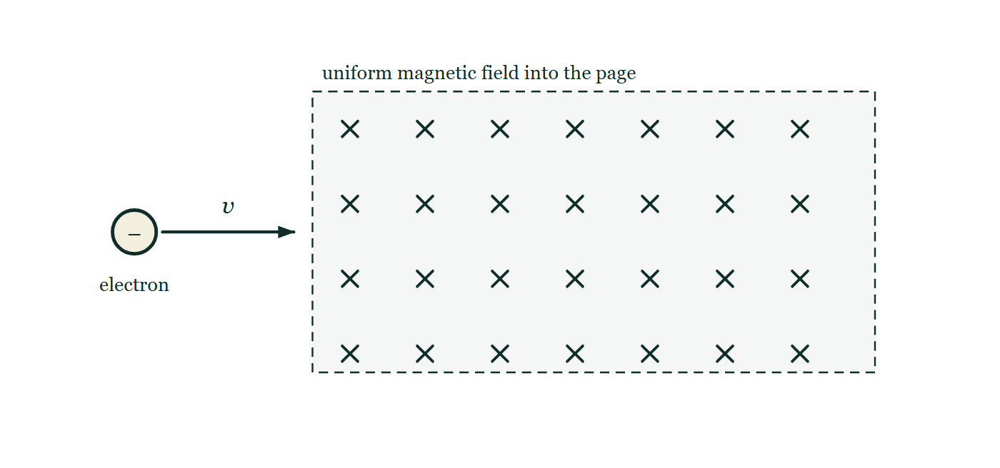 uniform magnetic field into the page
v
–
electron